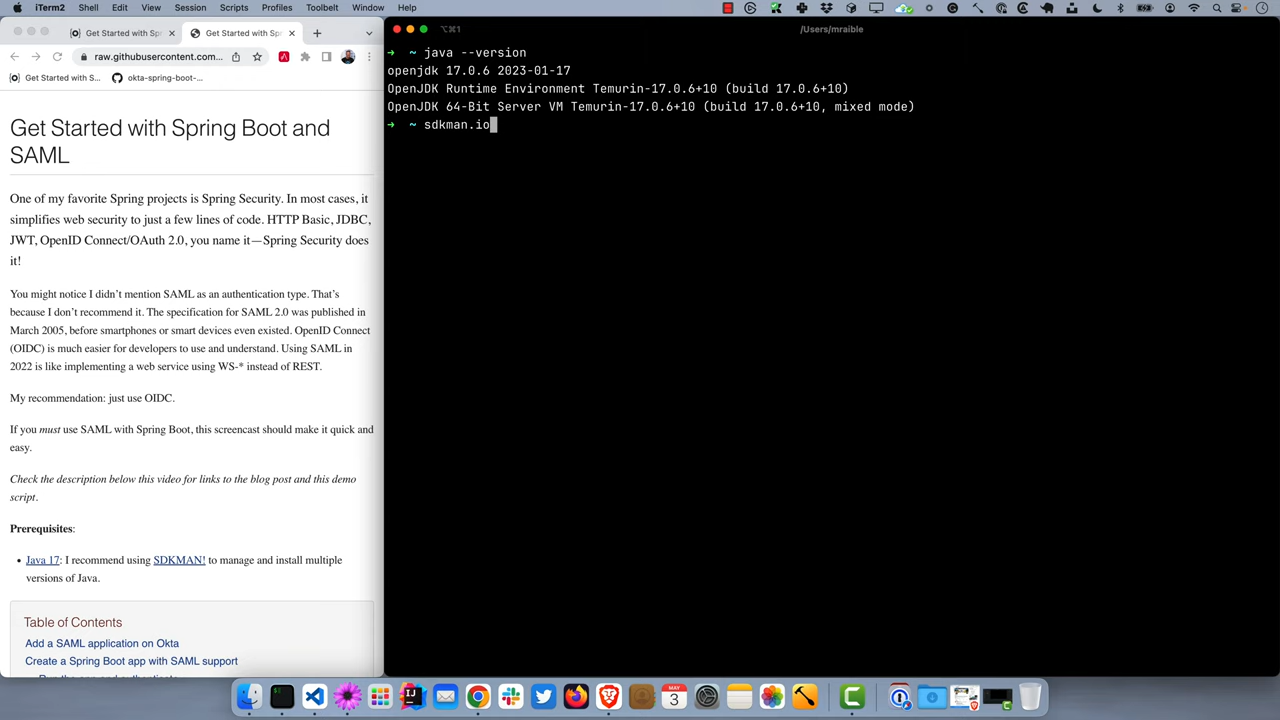 iTerm2 Shell Edit View Session Scripts Profiles Toolbelt Window Help
Get Started with Spr
Get Started with Sp
raw.githubusercontent.com...
Get Started with S...
okta-spring-boot-...
Get Started with Spring Boot and
SAML
One of my favorite Spring projects is Spring Security. In most cases, it
simplifies web security to just a few lines of code. HTTP Basic, JDBC,
JWT, OpenID Connect/OAuth 2.0, you name it—Spring Security does
it!
You might notice I didn't mention SAML as an authentication type. That's
because I don't recommend it. The specification for SAML 2.0 was published in
March 2005, before smartphones or smart devices even existed. OpenID Connect
(OIDC) is much easier for developers to use and understand. Using SAML in
2022 is like implementing a web service using WS-* instead of REST.
My recommendation: just use OIDC.
If you must use SAML with Spring Boot, this screencast should make it quick and
easy.
Check the description below this video for links to the blog post and this demo
script.
Prerequisites:
• Java 17: I recommend using SDKMAN! to manage and install multiple
versions of Java.
Table of Contents
Add a SAML application on Okta
Create a Spring Boot app with SAML support
⌥⌘1
/Users/mraible
➜ ~ java --version
openjdk 17.0.6 2023-01-17
OpenJDK Runtime Environment Temurin-17.0.6+10 (build 17.0.6+10)
OpenJDK 64-Bit Server VM Temurin-17.0.6+10 (build 17.0.6+10, mixed mode)
➜ ~ sdkman.io
MAY
3